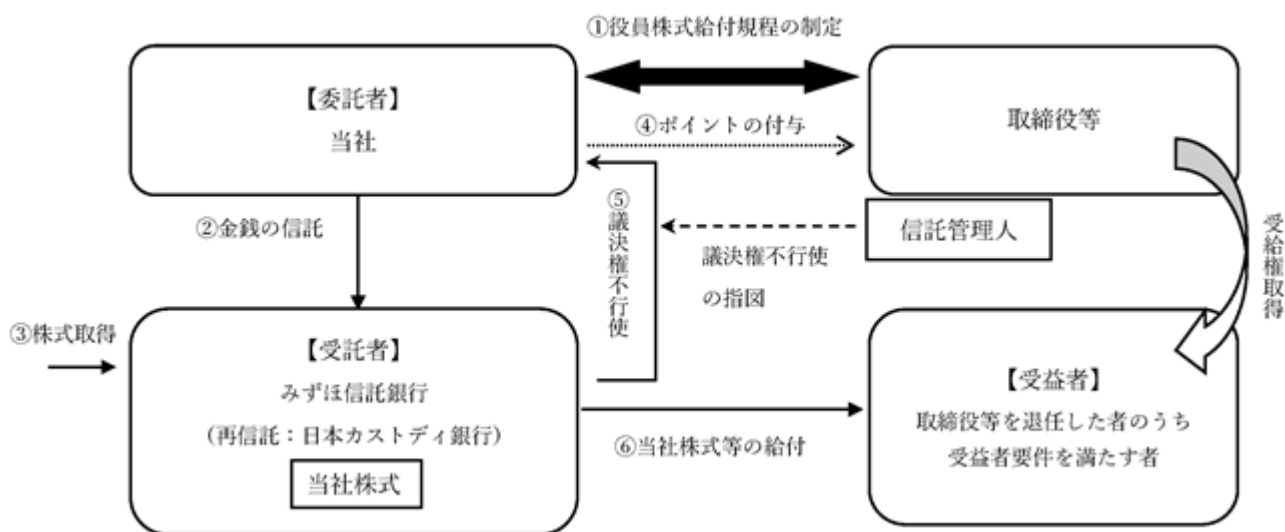 ①役員株式給付規程の制定
【委託者】
当社
取締役等
④ポイントの付与
②金銭の信託
⑤議決権不行使
信託管理人
議決権不行使
の指図
受給権取得
③株式取得
【受託者】
みずほ信託銀行
(再信託：日本カストディ銀行)
当社株式
⑥当社株式等の給付
【受益者】
取締役等を退任した者のうち
受益者要件を満たす者